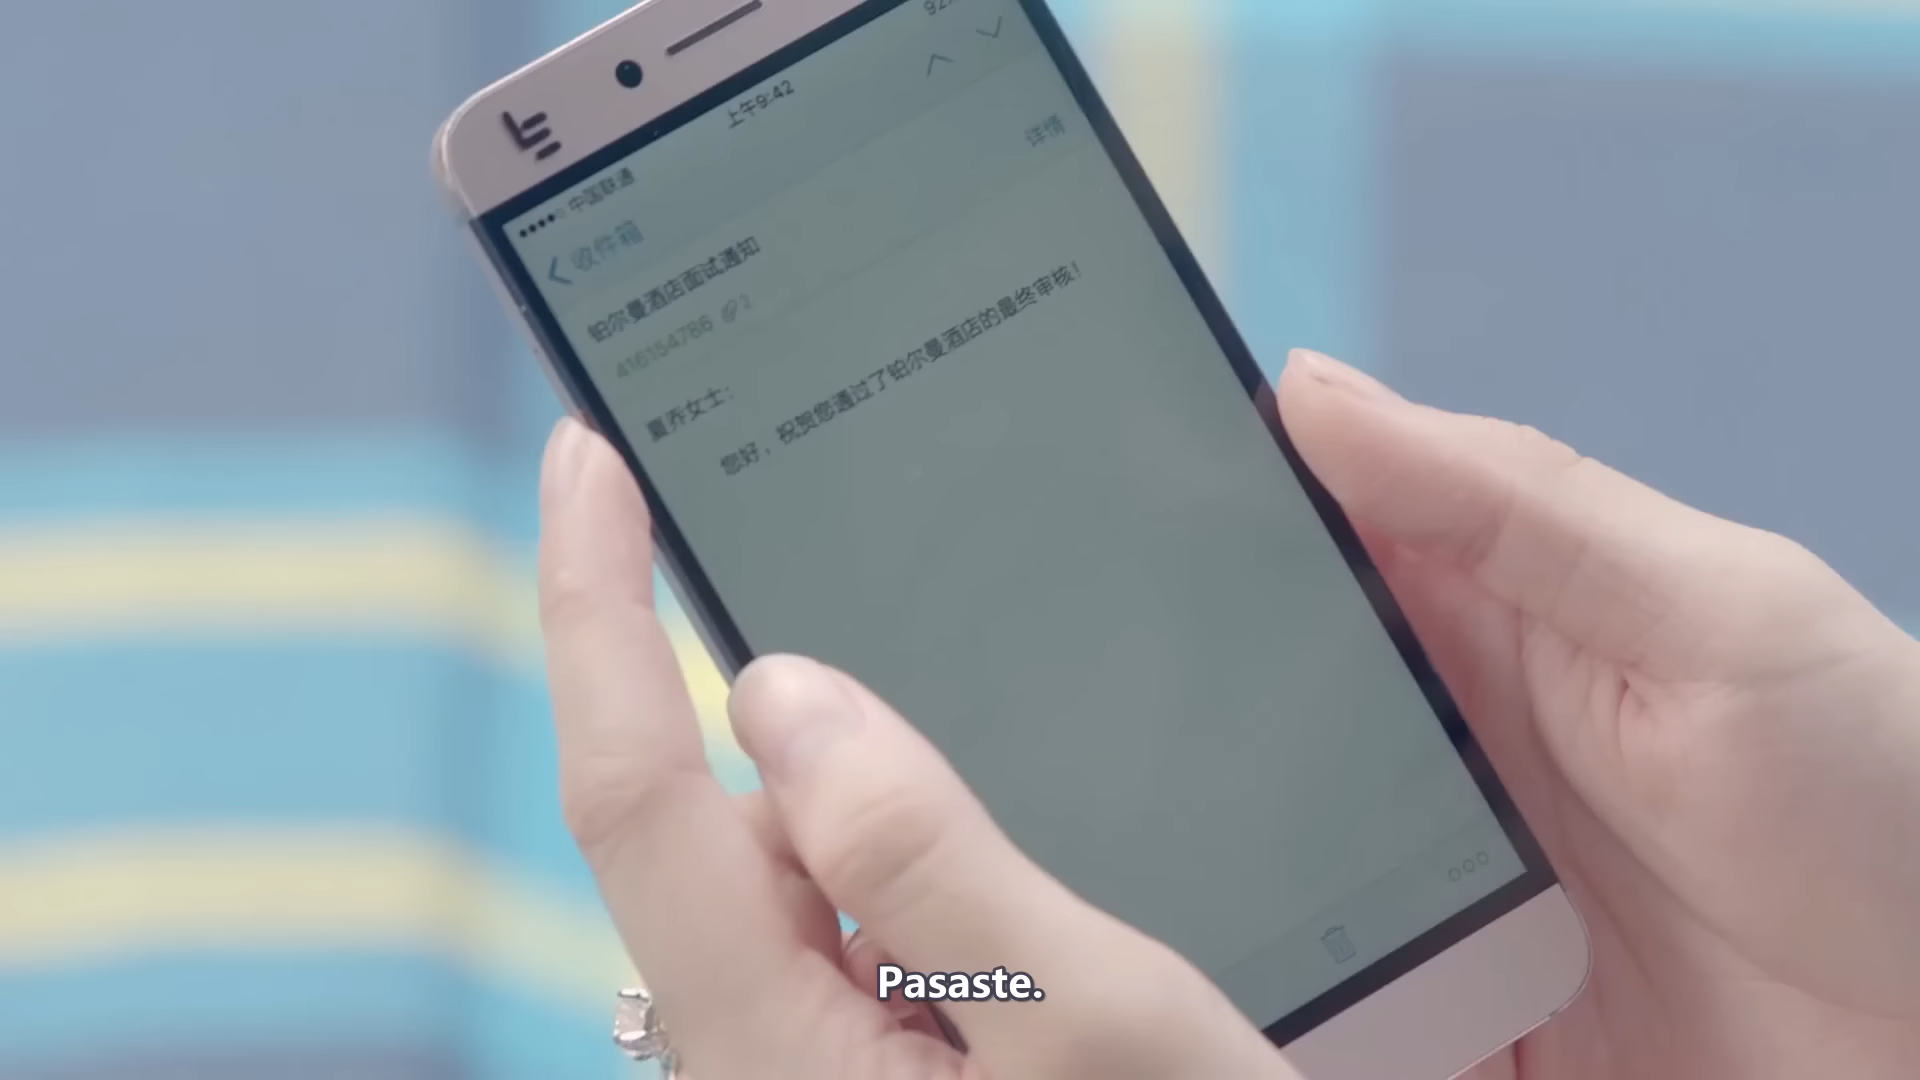 上午9:42
中国联通
收件箱
详情
铂尔曼酒店面试通知
416154786
2
夏乔女士：
您好，祝贺您通过了铂尔曼酒店的最终审核！
Pasaste.